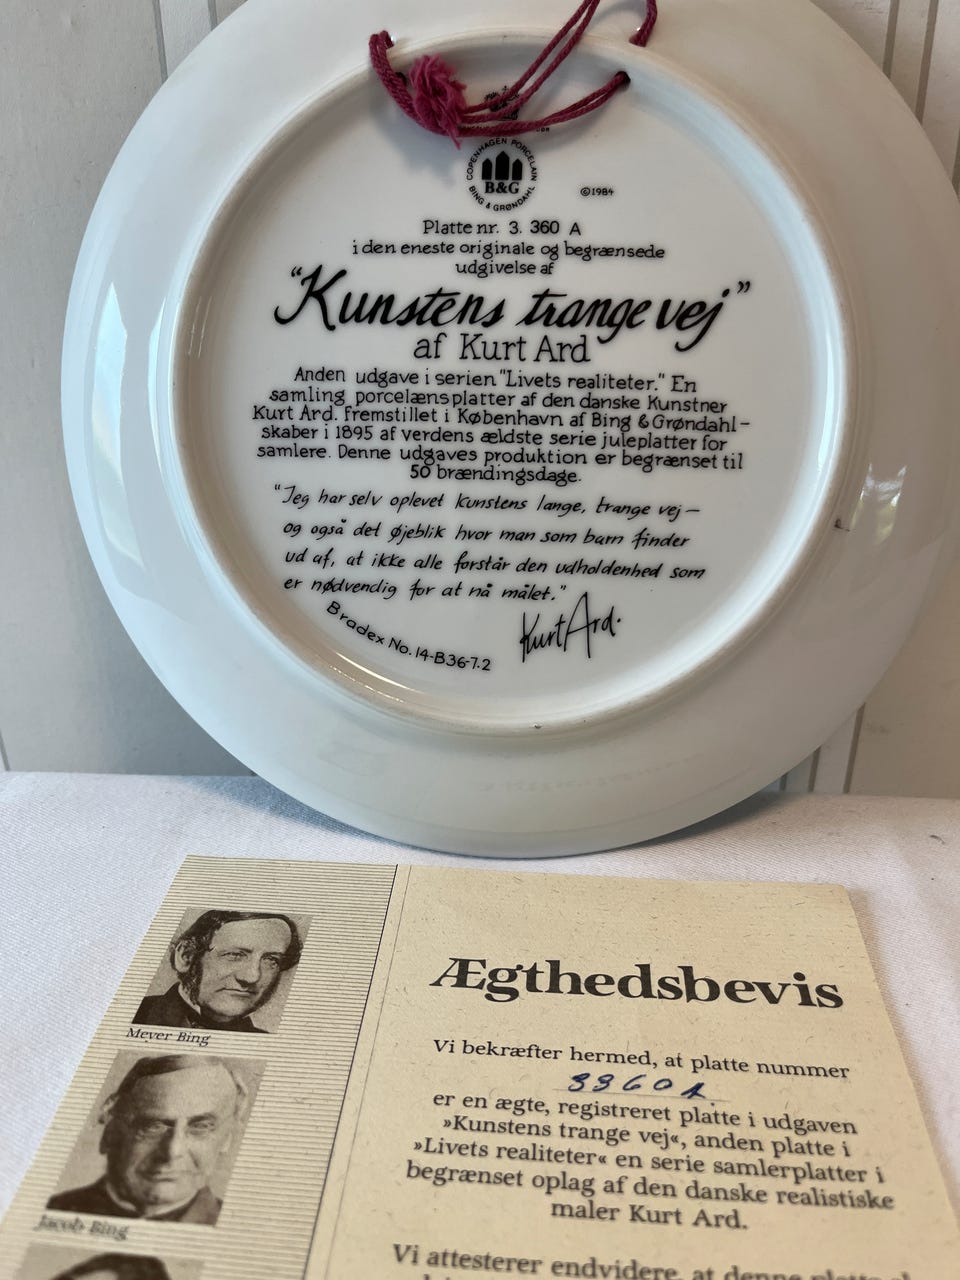 COPENHAGEN PORCELAIN
B&G
BING & GRØNDAHL
©1984
Platte nr. 3. 360 A
i den eneste originale og begrænsede
udgivelse af
"Kunstens trange vej"
af Kurt Ard
Anden udgave i serien "Livets realiteter." En
samling porcelænsplatter af den danske Kunstner
Kurt Ard. Fremstillet i København af Bing & Grøndahl –
skaber i 1895 af verdens ældste serie juleplatter for
samlere. Denne udgaves produktion er begrænset til
50 brændingsdage.
"Jeg har selv oplevet kunstens lange, trange vej –
og også det øjeblik hvor man som barn finder
ud af, at ikke alle forstår den udholdenhed som
er nødvendig for at nå målet."
Bradex No. 14-B36-7.2
Kurt Ard.
Ægthedsbevis
Meyer Bing
Vi bekræfter hermed, at platte nummer
3360 A.
er en ægte, registreret platte i udgaven
»Kunstens trange vej«, anden platte i
»Livets realiteter« en serie samlerplatter i
begrænset oplag af den danske realistiske
maler Kurt Ard.
Jacob Bing
Vi attesterer endvidere, at denne